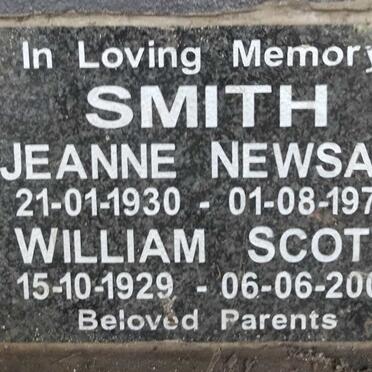 In Loving Memory
SMITH
JEANNE NEWSA
21-01-1930 - 01-08-197
WILLIAM SCOT
15-10-1929 - 06-06-200
Beloved Parents